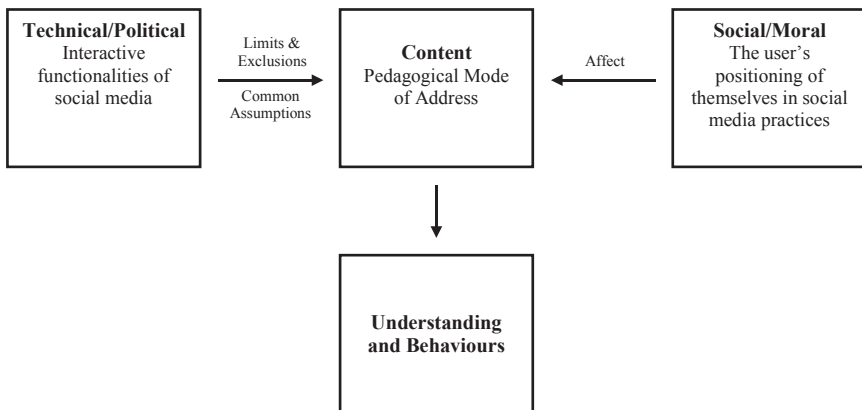 Technical/Political
Interactive
functionalities of
social media
Limits &
Exclusions
Common
Assumptions
Content
Pedagogical Mode
of Address
Affect
Social/Moral
The user’s
positioning of
themselves in social
media practices
Understanding
and Behaviours